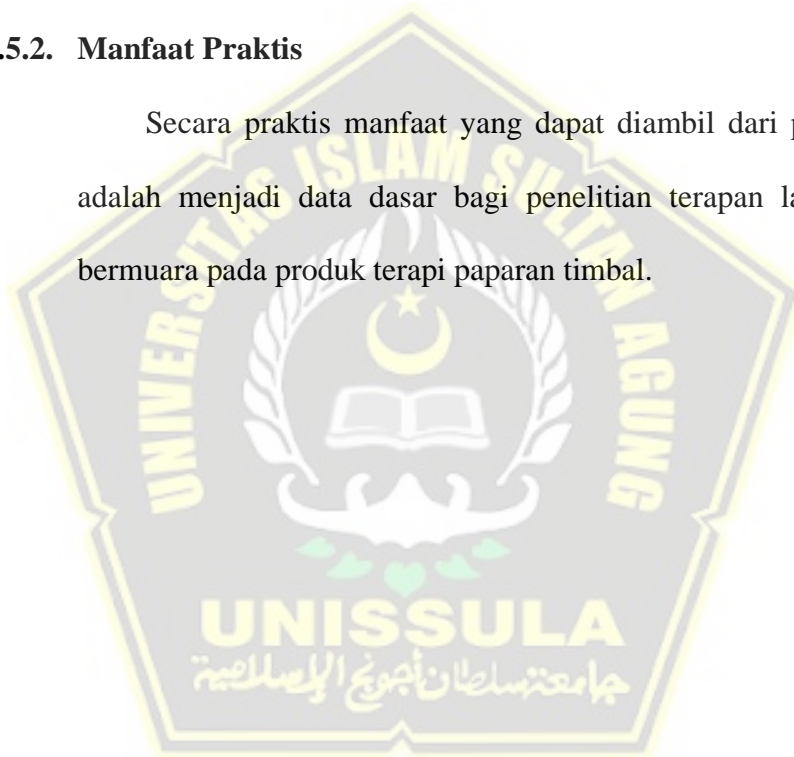 .5.2. Manfaat Praktis
Secara praktis manfaat yang dapat diambil dari p
adalah menjadi data dasar bagi penelitian terapan la
bermuara pada produk terapi paparan timbal.
UNIVERSITAS ISLAM SULTAN AGUNG
UNISSULA
جامعة سلطان أجونج الإسلامية